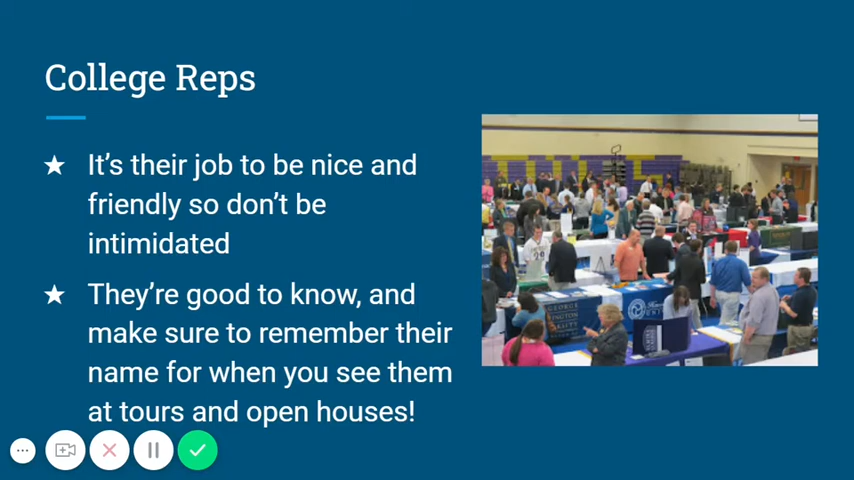 College Reps
★ It’s their job to be nice and
friendly so don’t be
intimidated
★ They’re good to know, and
make sure to remember their
name for when you see them
at tours and open houses!
GEORGE